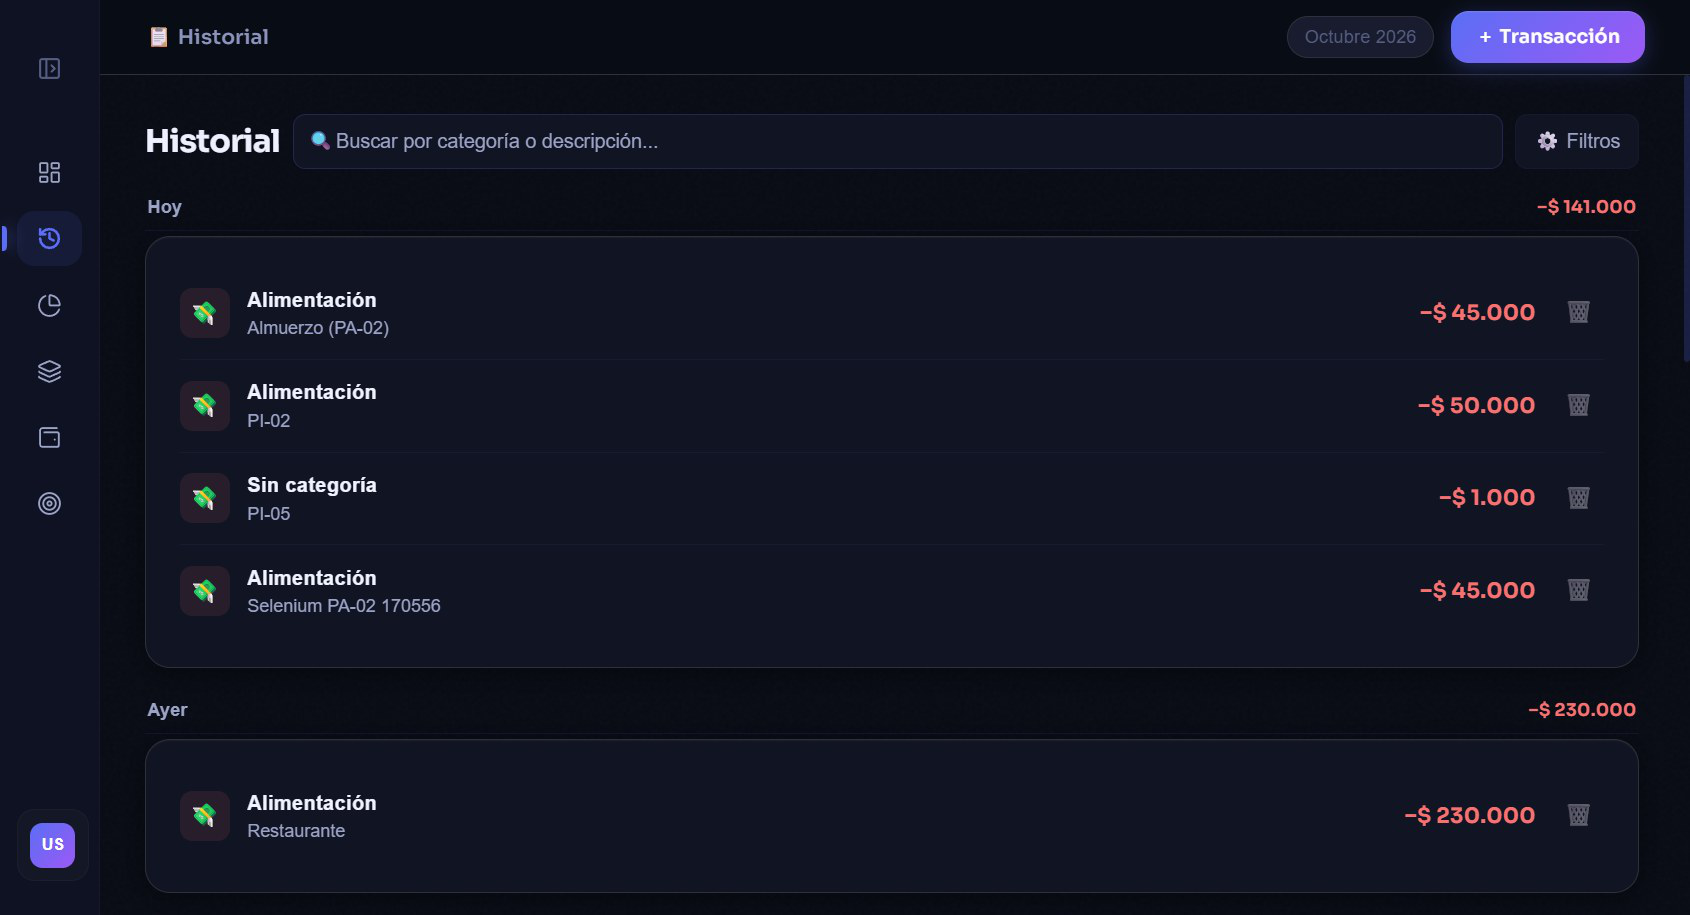 Historial
Octubre 2026
+ Transacción
Historial
Buscar por categoría o descripción...
Filtros
Hoy
−$ 141.000
Alimentación
Almuerzo (PA-02)
−$ 45.000
Alimentación
PI-02
−$ 50.000
Sin categoría
PI-05
−$ 1.000
Alimentación
Selenium PA-02 170556
−$ 45.000
Ayer
−$ 230.000
Alimentación
Restaurante
−$ 230.000
US